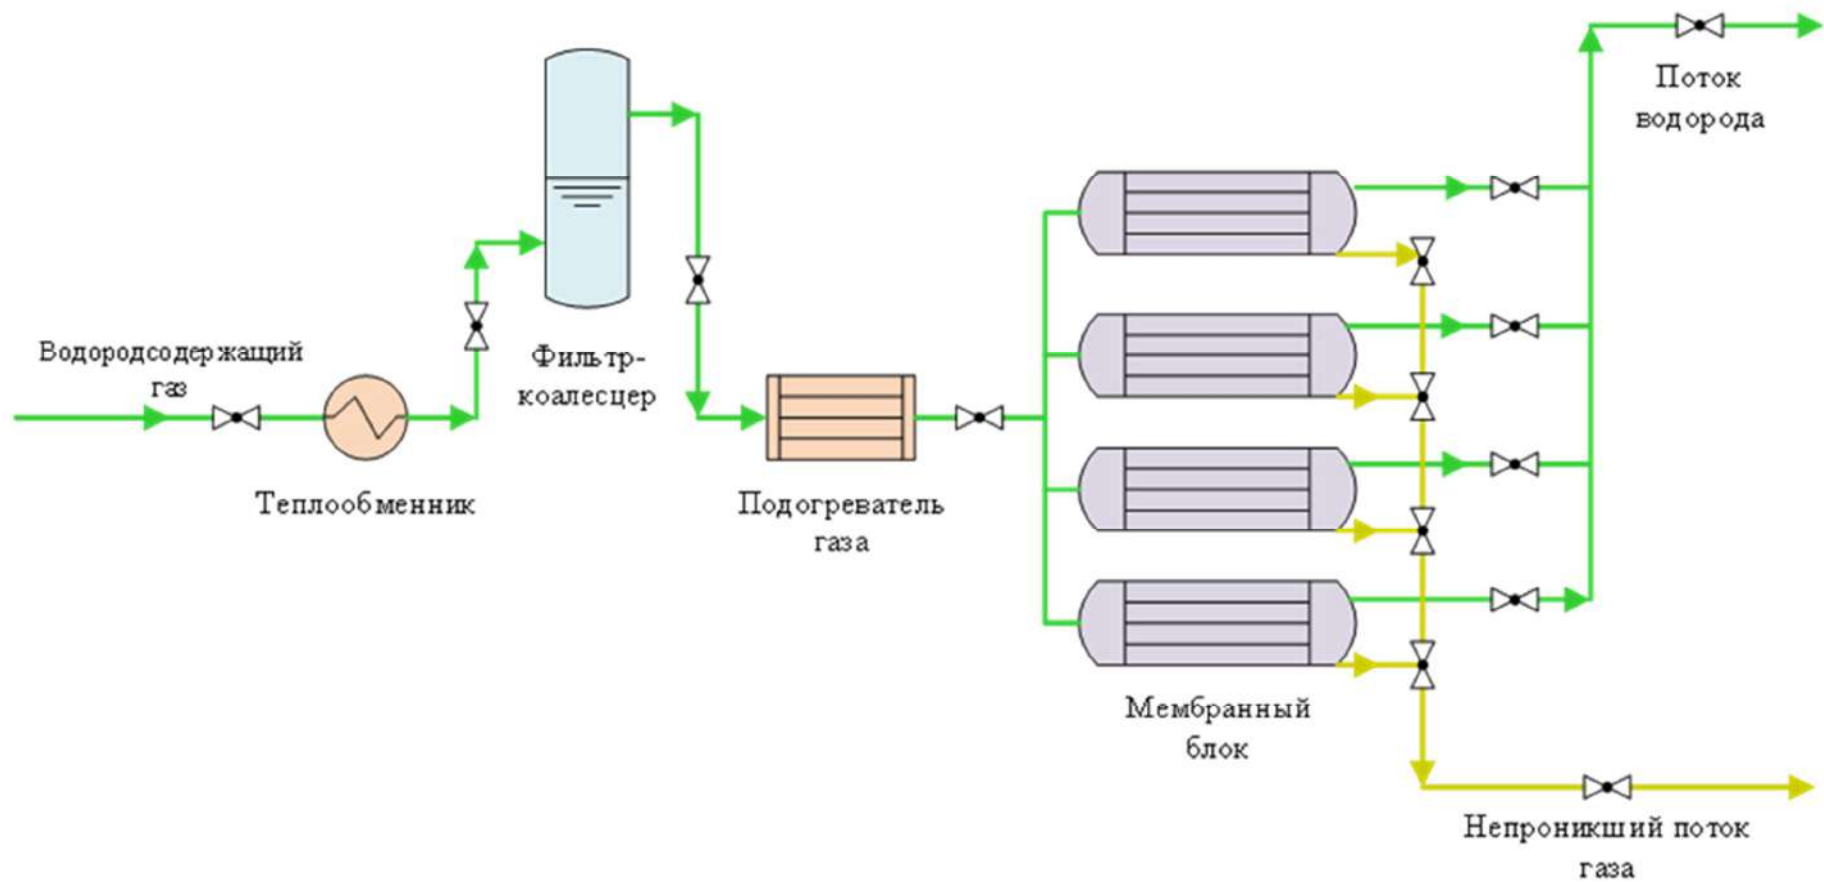 Поток
водорода
Водородсодержащий
газ
Фильтр-
коалесцер
Теплообменник
Подогреватель
газа
Мембранный
блок
Непроникший поток
газа